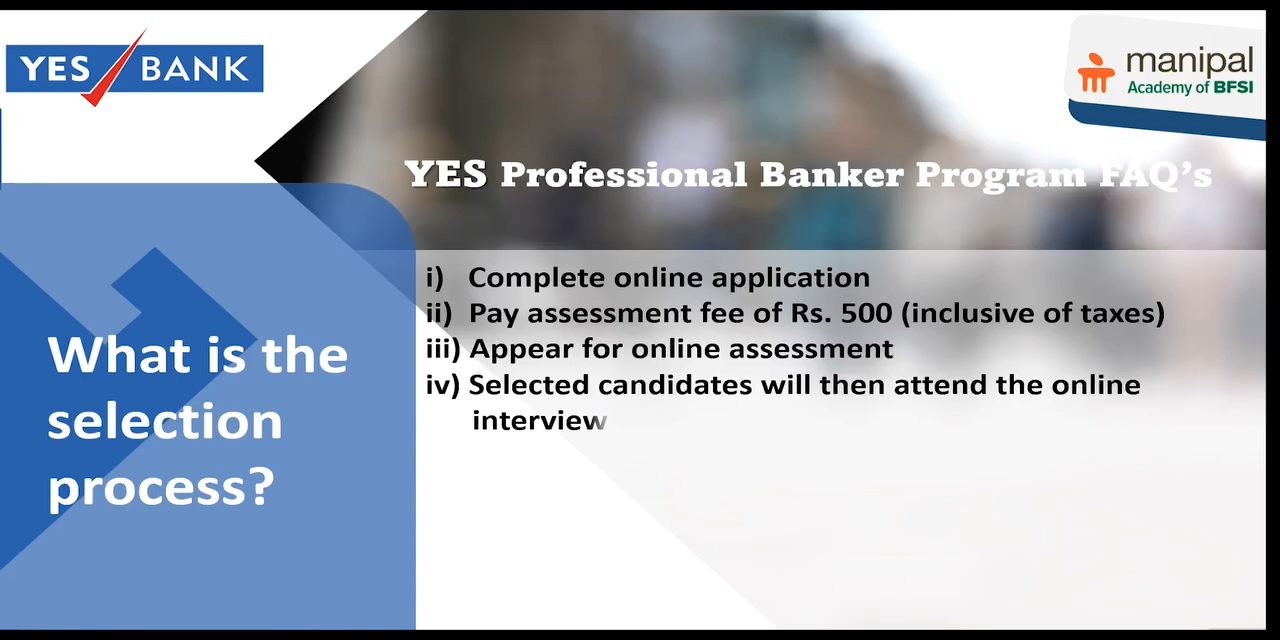 YES BANK
manipal
Academy of BFSI
YES Professional Banker Program FAQ's
What is the
selection
process?
i) Complete online application
ii) Pay assessment fee of Rs. 500 (inclusive of taxes)
iii) Appear for online assessment
iv) Selected candidates will then attend the online
interview